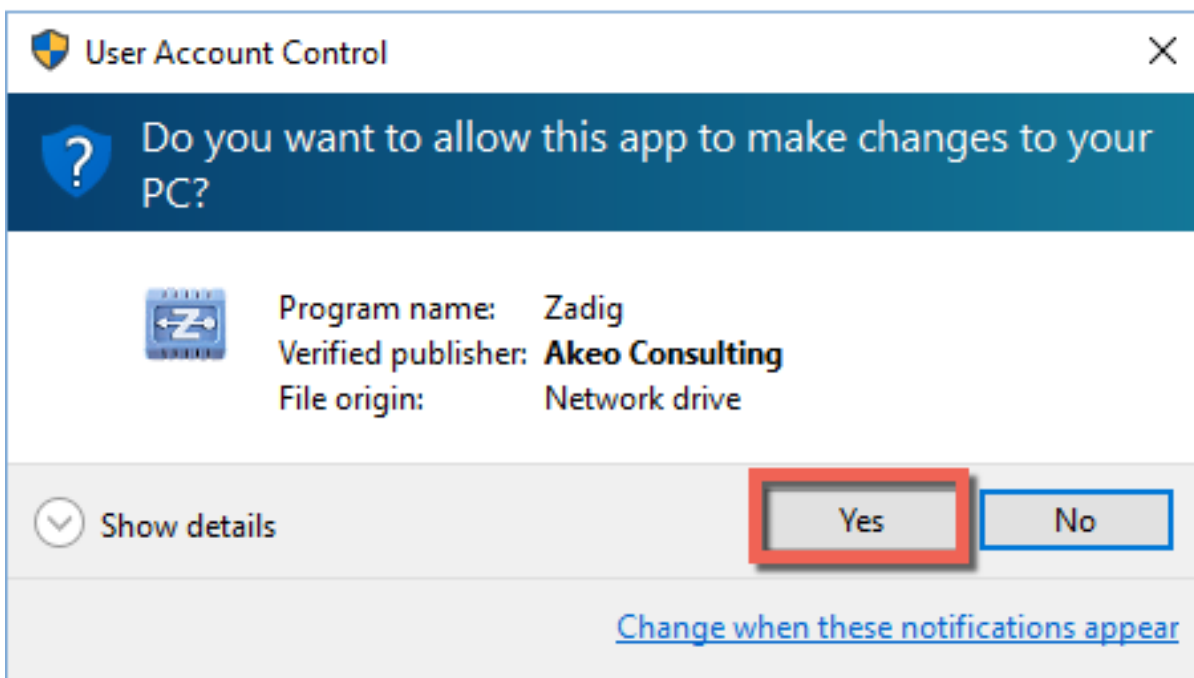 User Account Control
Do you want to allow this app to make changes to your
PC?
Z
Program name: Zadig
Verified publisher: Akeo Consulting
File origin: Network drive
Show details
Yes No
Change when these notifications appear